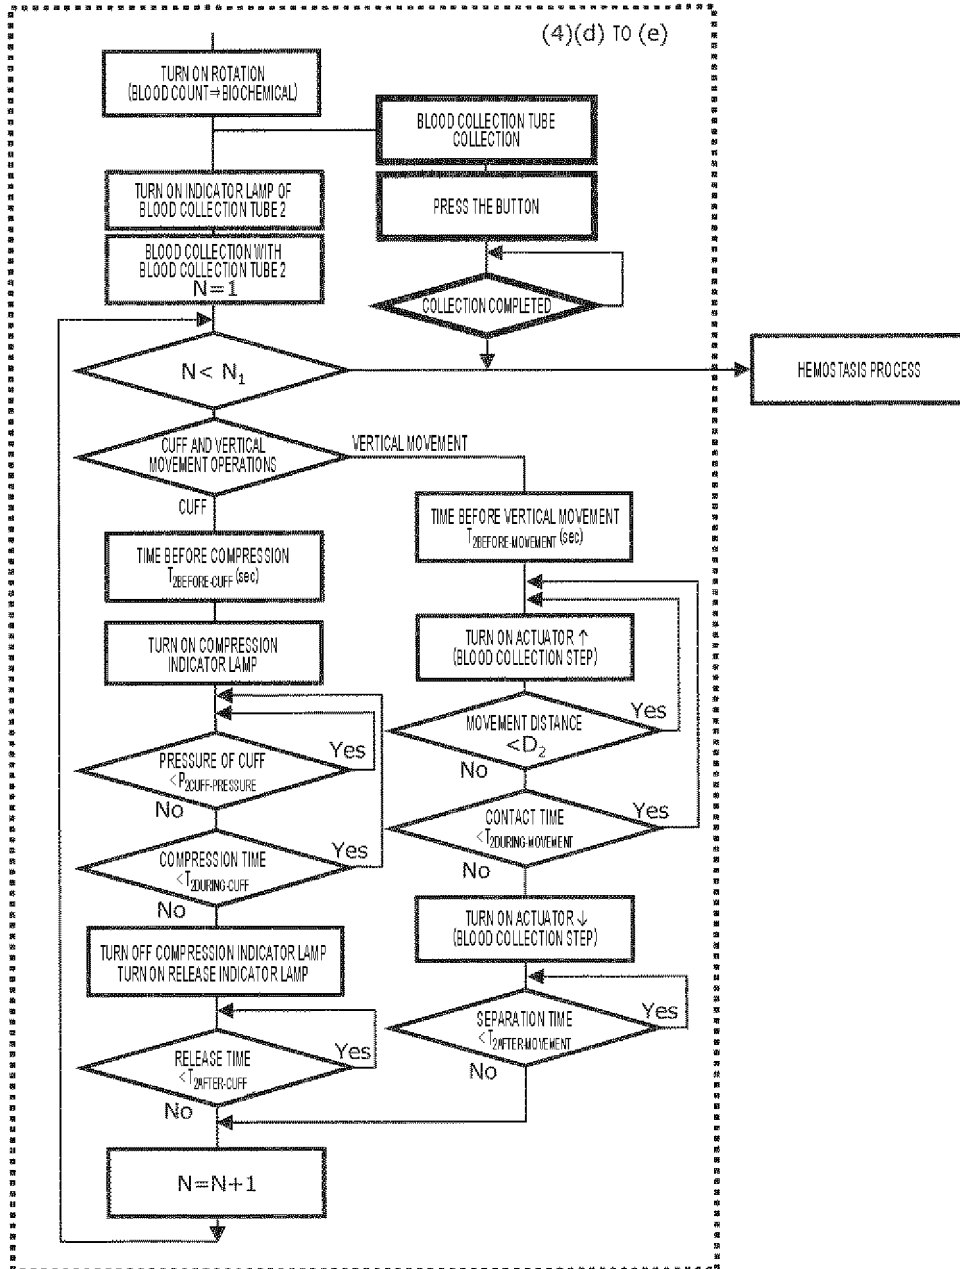 (4)(d) TO (e)
TURN ON ROTATION
(BLOOD COUNT⇒BIOCHEMICAL)
BLOOD COLLECTION TUBE
COLLECTION
PRESS THE BUTTON
COLLECTION COMPLETED
TURN ON INDICATOR LAMP OF
BLOOD COLLECTION TUBE 2
BLOOD COLLECTION WITH
BLOOD COLLECTION TUBE 2
N=1
N< N₁
HEMOSTASIS PROCESS
CUFF AND VERTICAL
MOVEMENT OPERATIONS
VERTICAL MOVEMENT
CUFF
TIME BEFORE COMPRESSION
T2BEFORE-CUFF (sec)
TURN ON COMPRESSION
INDICATOR LAMP
PRESSURE OF CUFF
<P2CUFF-PRESSURE
Yes
No
COMPRESSION TIME
<T2DURING-CUFF
Yes
No
TURN OFF COMPRESSION INDICATOR LAMP
TURN ON RELEASE INDICATOR LAMP
RELEASE TIME
<T2AFTER-CUFF
Yes
No
TIME BEFORE VERTICAL MOVEMENT
T2BEFORE-MOVEMENT (sec)
TURN ON ACTUATOR ↑
(BLOOD COLLECTION STEP)
MOVEMENT DISTANCE
<D₂
Yes
No
CONTACT TIME
<T2DURING-MOVEMENT
Yes
No
TURN ON ACTUATOR ↓
(BLOOD COLLECTION STEP)
SEPARATION TIME
<T2AFTER-MOVEMENT
Yes
No
N=N+1